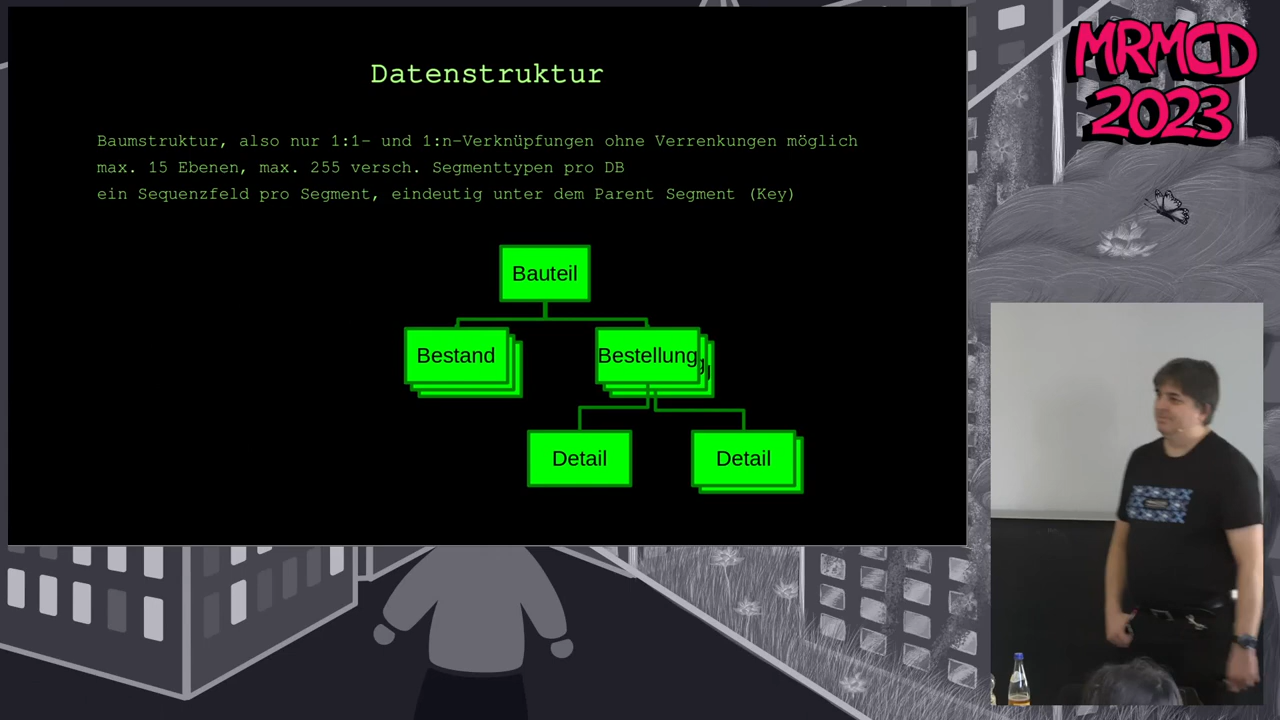 Datenstruktur
Baumstruktur, also nur 1:1- und 1:n-Verknüpfungen ohne Verrenkungen möglich
max. 15 Ebenen, max. 255 versch. Segmenttypen pro DB
ein Sequenzfeld pro Segment, eindeutig unter dem Parent Segment (Key)
Bauteil
Bestand
Bestellung
Detail
Detail
MRMCD
2023